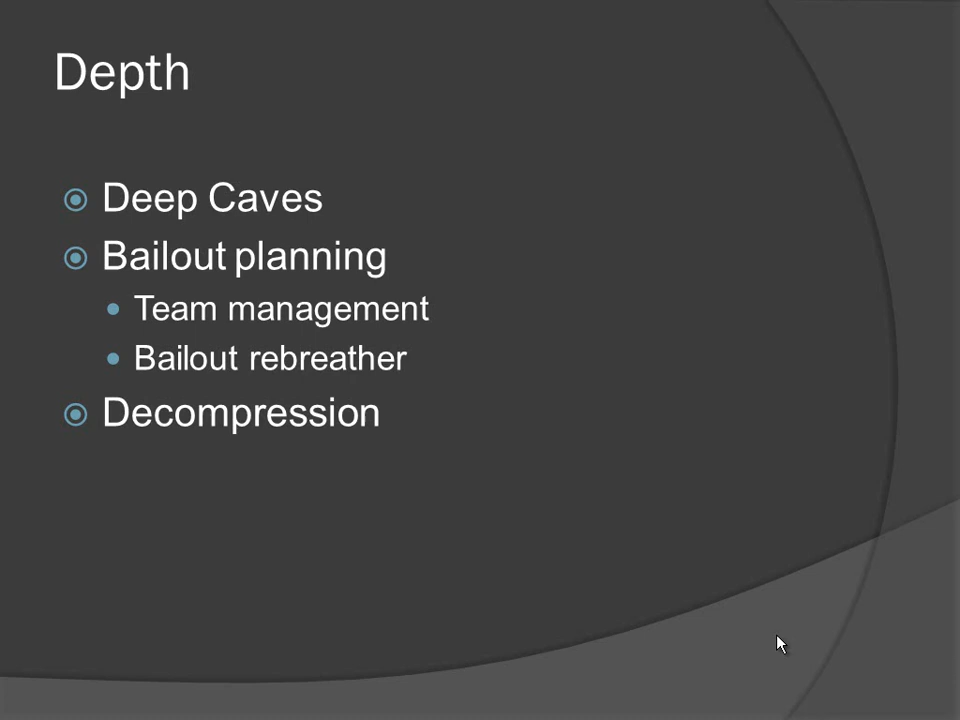 Depth
Deep Caves
Bailout planning
Team management
Bailout rebreather
Decompression